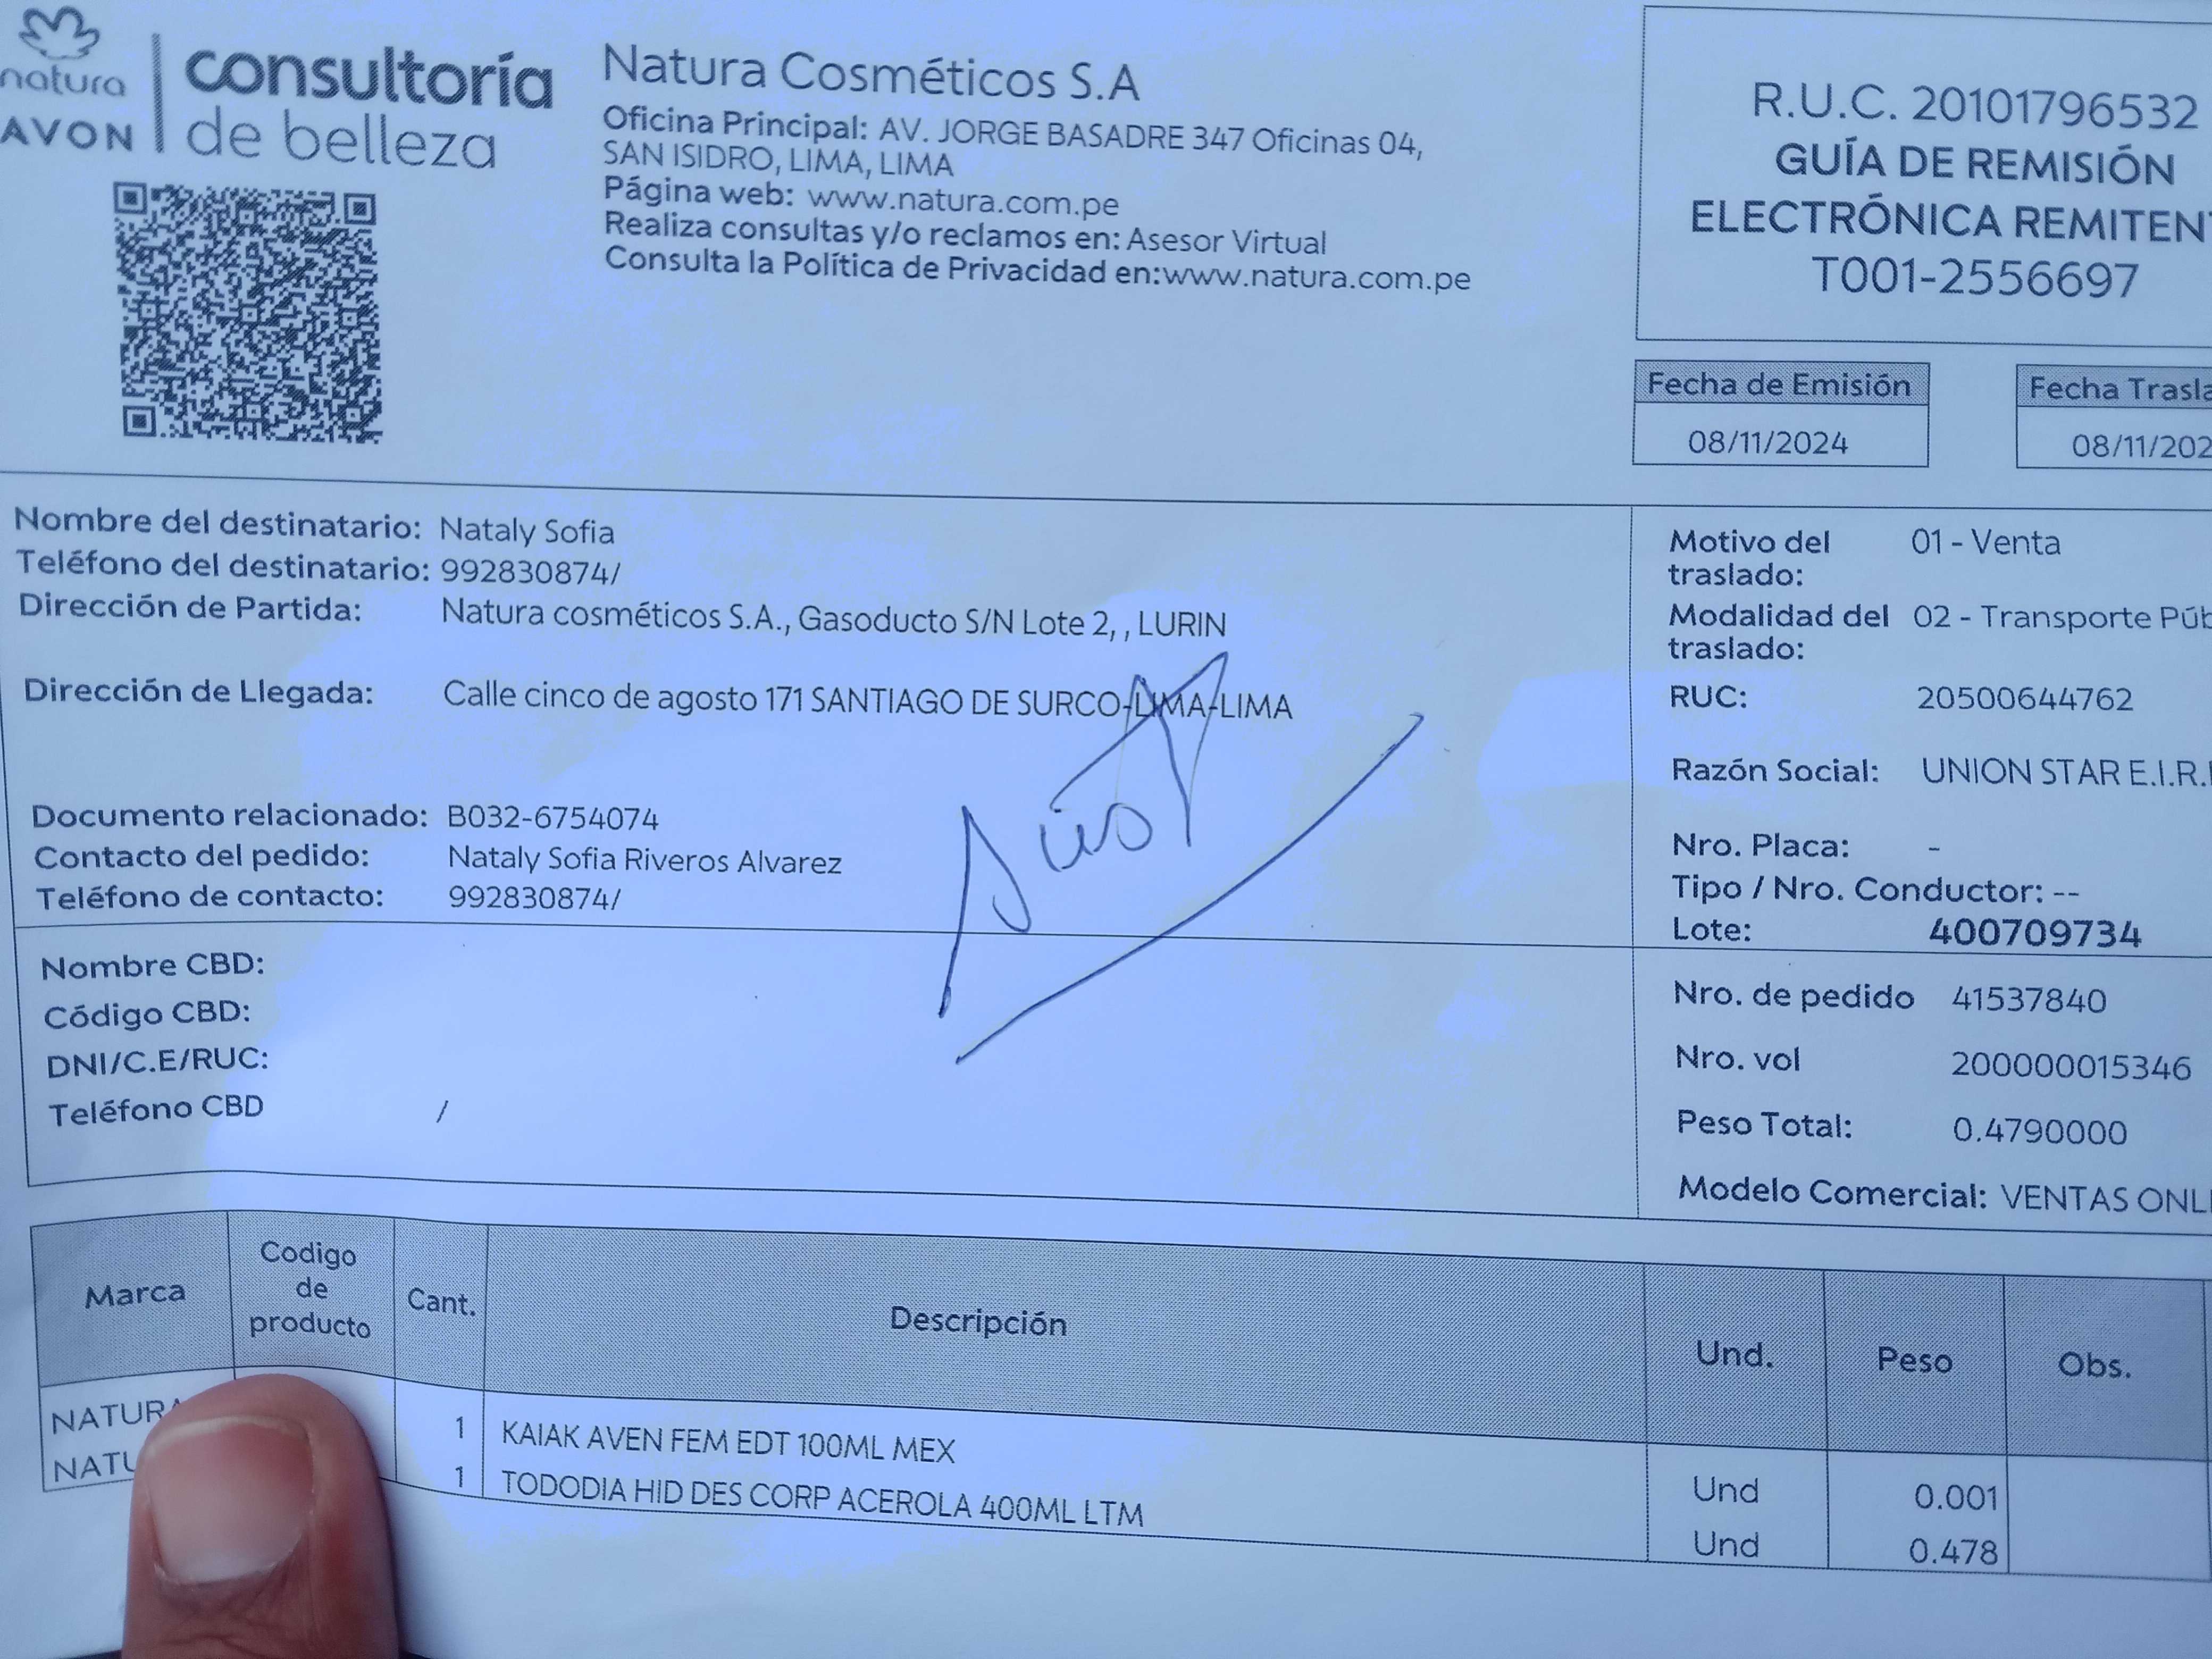 natura
AVON
consultoría
de belleza
Natura Cosméticos S.A
Oficina Principal: AV. JORGE BASADRE 347 Oficinas 04,
SAN ISIDRO, LIMA, LIMA
Página web: www.natura.com.pe
Realiza consultas y/o reclamos en: Asesor Virtual
Consulta la Política de Privacidad en:www.natura.com.pe
R.U.C. 20101796532
GUÍA DE REMISIÓN
ELECTRÓNICA REMITEN
T001-2556697
Fecha de Emisión
08/11/2024
Fecha Trasla
08/11/202
Nombre del destinatario: Nataly Sofia
Teléfono del destinatario: 992830874/
Dirección de Partida: Natura cosméticos S.A., Gasoducto S/N Lote 2, , LURIN
Dirección de Llegada: Calle cinco de agosto 171 SANTIAGO DE SURCO-LIMA-LIMA
Documento relacionado: B032-6754074
Contacto del pedido: Nataly Sofia Riveros Alvarez
Teléfono de contacto: 992830874/
Motivo del 01 - Venta
traslado:
Modalidad del 02 - Transporte Púb
traslado:
RUC: 20500644762
Razón Social: UNION STAR E.I.R.
Nro. Placa: -
Tipo / Nro. Conductor: --
Lote: 400709734
Nombre CBD:
Código CBD:
DNI/C.E/RUC:
Teléfono CBD /
Nro. de pedido 41537840
Nro. vol 200000015346
Peso Total: 0.4790000
Modelo Comercial: VENTAS ONL
Marca Codigo de producto Cant. Descripción Und. Peso Obs.
NATURA 1 KAIAK AVEN FEM EDT 100ML MEX Und 0.001
NATU 1 TODODIA HID DES CORP ACEROLA 400ML LTM Und 0.478